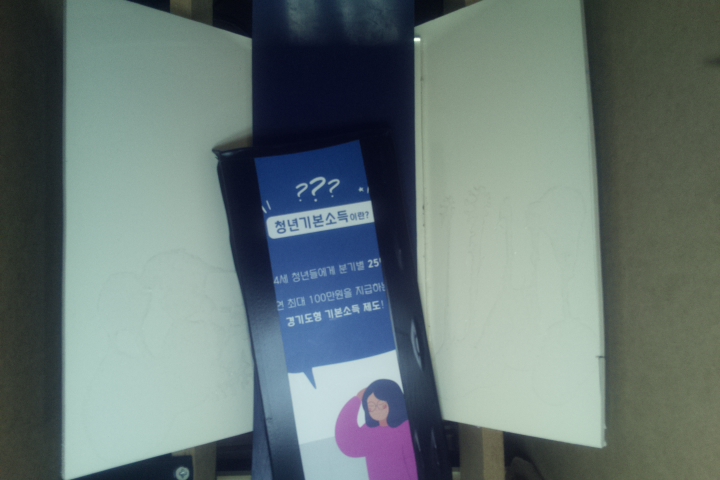 ???
청년기본소득이란?
4세 청년들에게 분기별 25
최대 100만원을 지급하는
경기도형 기본소득 제도!